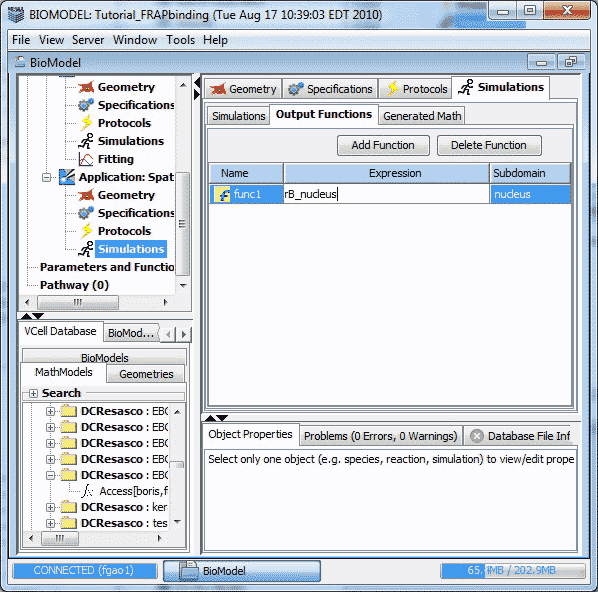 BIOMODEL: Tutorial_FRAPbinding (Tue Aug 17 10:39:03 EDT 2010)
File View Server Window Tools Help
BioModel
Geometry
Specifications
Protocols
Simulations
Fitting
Application: Spat
Geometry
Specifications
Protocols
Simulations
Parameters and Functio
Pathway (0)
VCell Database BioMod...
BioModels
MathModels Geometries
Search
DCResasco : EBC
DCResasco : EBC
DCResasco : EBC
DCResasco : EBC
DCResasco : EBC
Access[boris,f
DCResasco : ker
DCResasco : tes
Geometry Specifications Protocols Simulations
Simulations Output Functions Generated Math
Add Function Delete Function
Name Expression Subdomain
func1 rB_nucleus nucleus
Object Properties Problems (0 Errors, 0 Warnings) Database File Inf
Select only one object (e.g. species, reaction, simulation) to view/edit prope
CONNECTED (fgao1) BioModel / 202.9MB